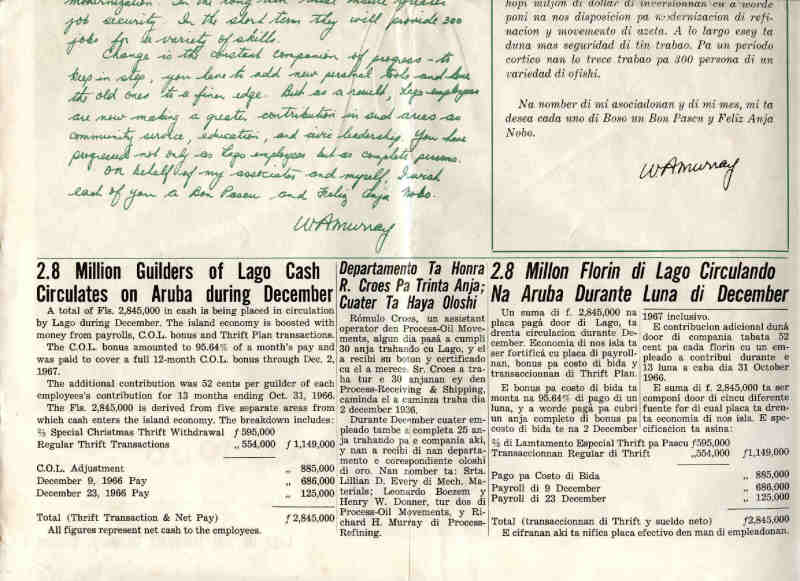 job security. In the short term they will provide 300
jobs for a variety of skills.
Change is the constant companion of progress - to
keep in step, you have to add new personal tools and hone
the old ones to a finer edge. But as a result, Lago employees
are now making a greater contribution in such areas as
community service, education, and civic leadership. You have
progressed not only as Lago employees but as complete persons.
On behalf of my associates and myself, I wish
each of you a Bon Pascu and Feliz Anja Nobo.
WAMurray
hopi miljon di dollar di inversionnan cu a worde
poni na nos disposicion pa modernizacion di refi-
nacion y movemento di azeta. A lo largo esey ta
duna mas seguridad di tin trabao. Pa un periodo
cortico nan lo trece trabao pa 300 persona di un
variedad di ofishi.
Na nomber di mi asociadonan y di mi mes, mi ta
desea cada uno di Boso un Bon Pascu y Feliz Anja
Nobo.
WAMurray
2.8 Million Guilders of Lago Cash
Circulates on Aruba during December
A total of Fls. 2,845,000 in cash is being placed in circulation
by Lago during December. The island economy is boosted with
money from payrolls, C.O.L. bonus and Thrift Plan transactions.
The C.O.L. bonus amounted to 95.64% of a month's pay and
was paid to cover a full 12-month C.O.L. bonus through Dec. 2,
1967.
The additional contribution was 52 cents per guilder of each
employee's contribution for 13 months ending Oct. 31, 1966.
The Fls. 2,845,000 is derived from five separate areas from
which cash enters the island economy. The breakdown includes:
⅔ Special Christmas Thrift Withdrawal ƒ 595,000
Regular Thrift Transactions „ 554,000 ƒ 1,149,000
C.O.L. Adjustment „ 885,000
December 9, 1966 Pay „ 686,000
December 23, 1966 Pay „ 125,000
Total (Thrift Transaction & Net Pay) ƒ 2,845,000
All figures represent net cash to the employees.
Departamento Ta Honra
R. Croes Pa Trinta Anja;
Cuater Ta Haya Oloshi
Rómulo Croes, un assistant
operator den Process-Oil Move-
ments, algun dia pasá a cumpli
30 anja trahando cu Lago, y el
a recibi su boton y certificado
cu el a merece. Sr. Croes a tra-
ha tur e 30 anjanan ey den
Process-Receiving & Shipping,
caminda el a cuminza traha dia
2 december 1936.
Durante December cuater em-
pleado tambe a completa 25 an-
ja trahando pa e compania aki,
y nan a recibi di nan departa-
mento e corespondiente oloshi
di oro. Nan nomber ta: Srta.
Lillian D. Every di Mech. Ma-
terials; Leonardo Boezem y
Henry W. Donner, tur dos di
Process-Oil Movements, y Ri-
chard H. Murray di Process-
Refining.
2.8 Millon Florin di Lago Circulando
Na Aruba Durante Luna di December
Un suma di f. 2,845,000 na
placa pagá door di Lago, ta
drenta circulacion durante De-
cember. Economia di nos isla ta
ser fortificá cu placa di payroll-
nan, bonus pa costo di bida y
transaccionnan di Thrift Plan.
E bonus pa costo di bida ta
monta na 95.64% di pago di un
luna, y a worde pagá pa cubri
un anja completo di bonus pa
costo di bida te na 2 December
1967 inclusivo.
E contribucion adicional duná
door di compania tabata 52
cent pa cada florin cu un em-
pleado a contribui durante e
13 luna a caba dia 31 October
1966.
E suma di f. 2,845,000 ta ser
componi door di cincu diferente
fuente for di cual placa ta dren-
ta economia di nos isla. E spe-
cificacion ta asina:
⅔ di Lamtamento Especial Thrift pa Pascu ƒ595,000
Transaccionnan Regular di Thrift „554,000 ƒ1,149,000
Pago pa Costo di Bida „ 885,000
Payroll di 9 December „ 686,000
Payroll di 23 December „ 125,000
Total (transaccionnan di Thrift y sueldo neto) ƒ2,845,000
E cifranan aki ta nifica placa efectivo den man di empleadonan.